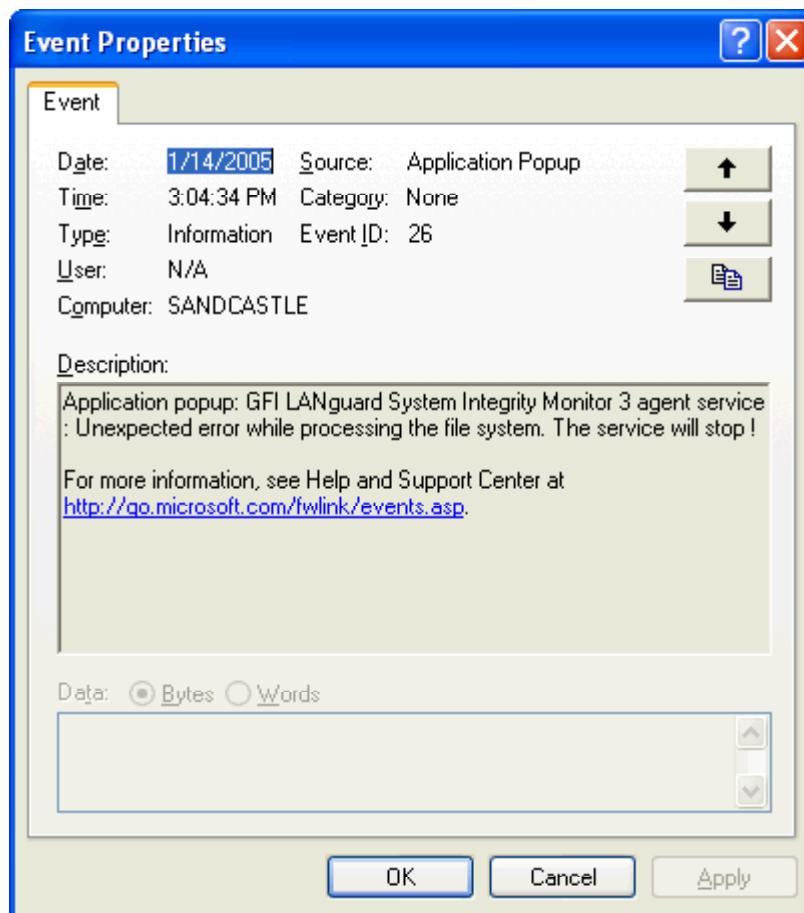 Event Properties
Event
Date: 1/14/2005 Source: Application Popup
Time: 3:04:34 PM Category: None
Type: Information Event ID: 26
User: N/A
Computer: SANDCASTLE
Description:
Application popup: GFI LANguard System Integrity Monitor 3 agent service
: Unexpected error while processing the file system. The service will stop !
For more information, see Help and Support Center at
http://go.microsoft.com/fwlink/events.asp.
Data: Bytes Words
OK Cancel Apply